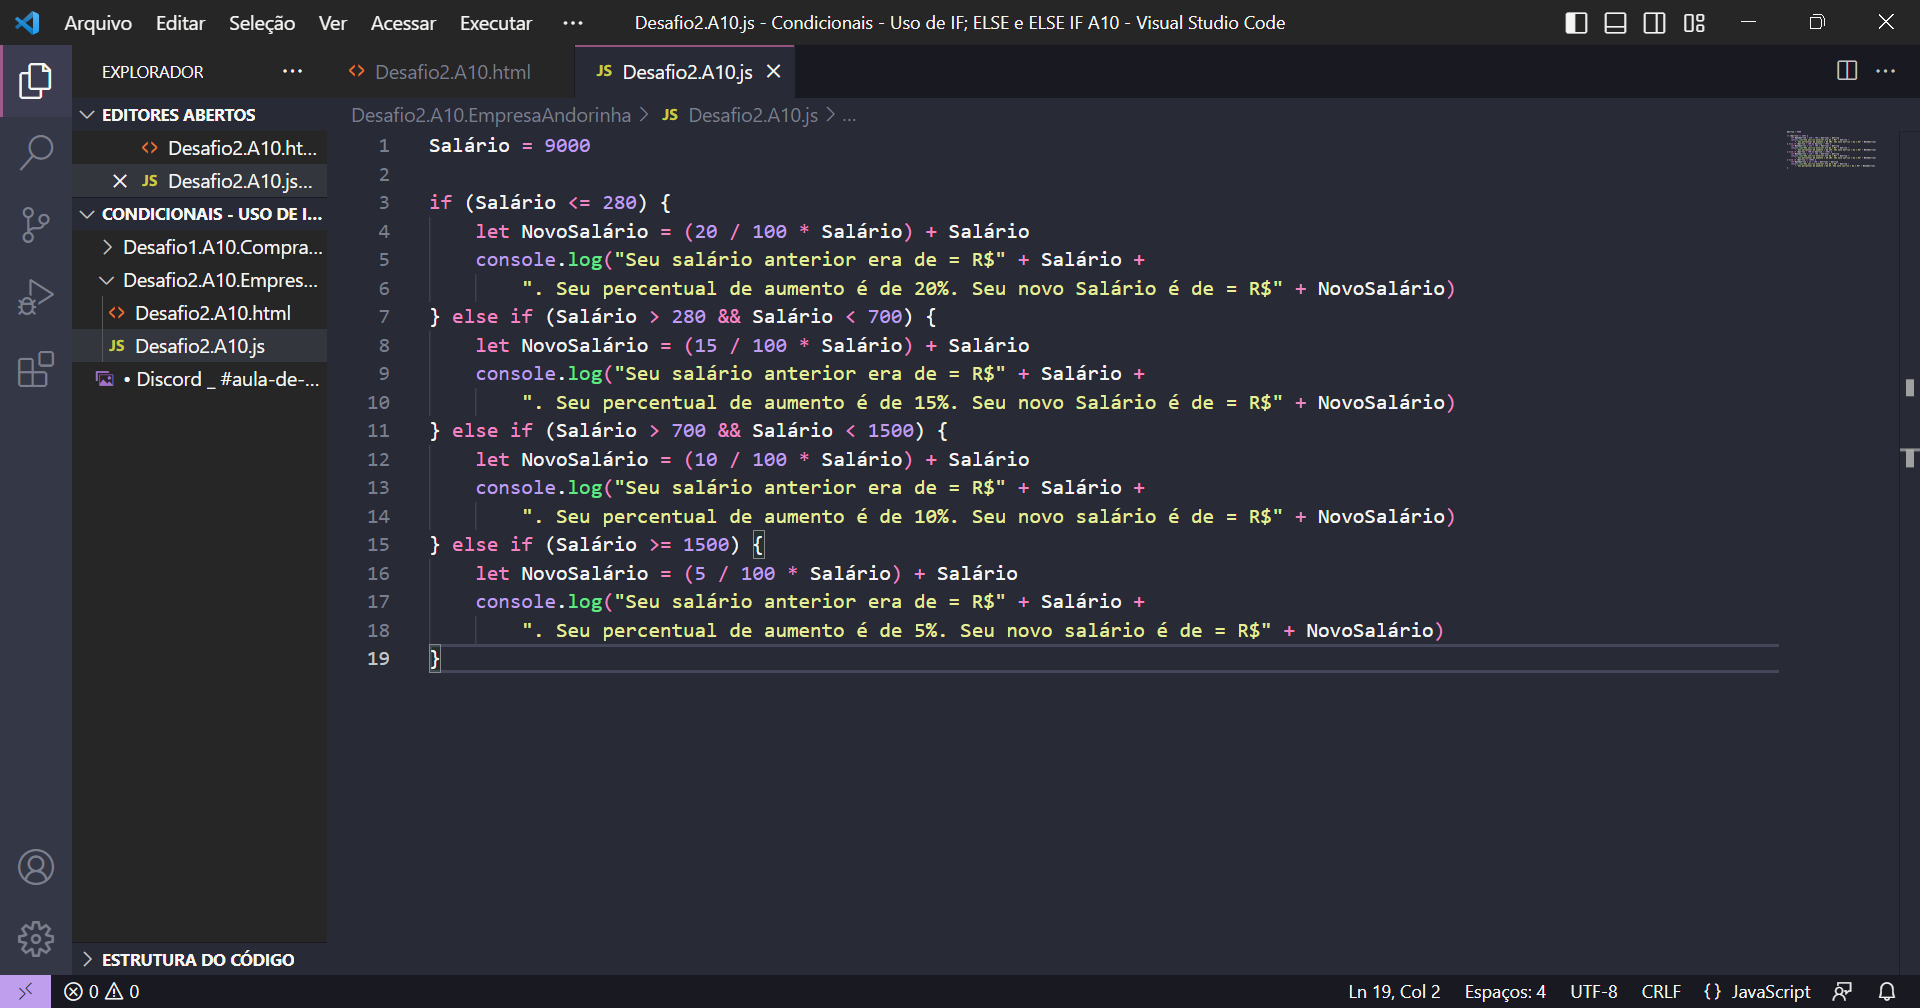 Arquivo Editar Seleção Ver Acessar Executar ··· Desafio2.A10.js - Condicionais - Uso de IF; ELSE e ELSE IF A10 - Visual Studio Code
EXPLORADOR ···
<> Desafio2.A10.html
JS Desafio2.A10.js
EDITORES ABERTOS
<> Desafio2.A10.ht...
JS Desafio2.A10.js...
CONDICIONAIS - USO DE I...
Desafio1.A10.Compra...
Desafio2.A10.Empres...
<> Desafio2.A10.html
JS Desafio2.A10.js
• Discord _ #aula-de-...
ESTRUTURA DO CÓDIGO
Desafio2.A10.EmpresaAndorinha > JS Desafio2.A10.js > ...
1 Salário = 9000
2
3 if (Salário <= 280) {
4 let NovoSalário = (20 / 100 * Salário) + Salário
5 console.log("Seu salário anterior era de = R$" + Salário +
6 ". Seu percentual de aumento é de 20%. Seu novo Salário é de = R$" + NovoSalário)
7 } else if (Salário > 280 && Salário < 700) {
8 let NovoSalário = (15 / 100 * Salário) + Salário
9 console.log("Seu salário anterior era de = R$" + Salário +
10 ". Seu percentual de aumento é de 15%. Seu novo Salário é de = R$" + NovoSalário)
11 } else if (Salário > 700 && Salário < 1500) {
12 let NovoSalário = (10 / 100 * Salário) + Salário
13 console.log("Seu salário anterior era de = R$" + Salário +
14 ". Seu percentual de aumento é de 10%. Seu novo salário é de = R$" + NovoSalário)
15 } else if (Salário >= 1500) {
16 let NovoSalário = (5 / 100 * Salário) + Salário
17 console.log("Seu salário anterior era de = R$" + Salário +
18 ". Seu percentual de aumento é de 5%. Seu novo salário é de = R$" + NovoSalário)
19 }
0 0 Ln 19, Col 2 Espaços: 4 UTF-8 CRLF {} JavaScript